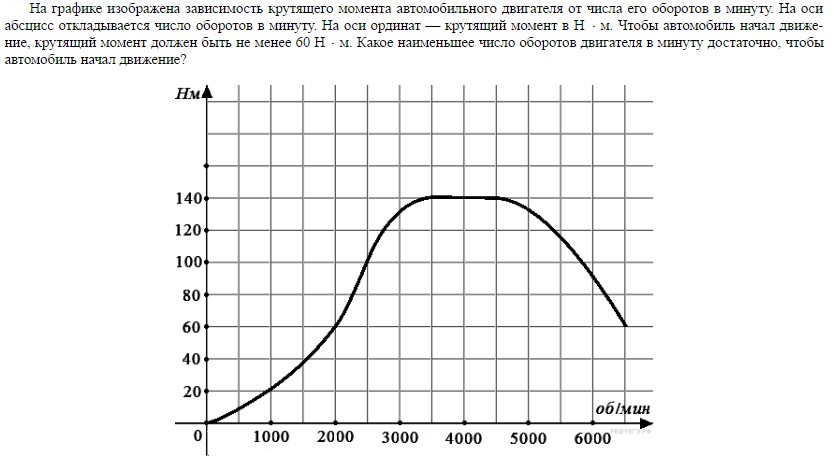 На графике изображена зависимость крутящего момента автомобильного двигателя от числа его оборотов в минуту. На оси
абсцисс откладывается число оборотов в минуту. На оси ординат — крутящий момент в Н · м. Чтобы автомобиль начал движе-
ние, крутящий момент должен быть не менее 60 Н · м. Какое наименьшее число оборотов двигателя в минуту достаточно, чтобы
автомобиль начал движение?
Нм
140
120
100
80
60
40
20
об/мин
0 1000 2000 3000 4000 5000 6000